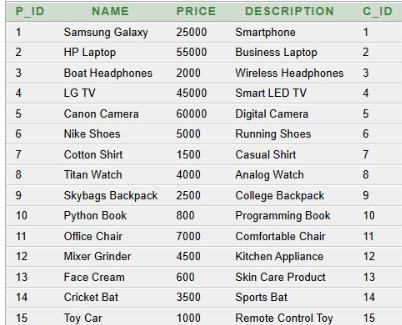 P_ID NAME PRICE DESCRIPTION C_ID
1 Samsung Galaxy 25000 Smartphone 1
2 HP Laptop 55000 Business Laptop 2
3 Boat Headphones 2000 Wireless Headphones 3
4 LG TV 45000 Smart LED TV 4
5 Canon Camera 60000 Digital Camera 5
6 Nike Shoes 5000 Running Shoes 6
7 Cotton Shirt 1500 Casual Shirt 7
8 Titan Watch 4000 Analog Watch 8
9 Skybags Backpack 2500 College Backpack 9
10 Python Book 800 Programming Book 10
11 Office Chair 7000 Comfortable Chair 11
12 Mixer Grinder 4500 Kitchen Appliance 12
13 Face Cream 600 Skin Care Product 13
14 Cricket Bat 3500 Sports Bat 14
15 Toy Car 1000 Remote Control Toy 15